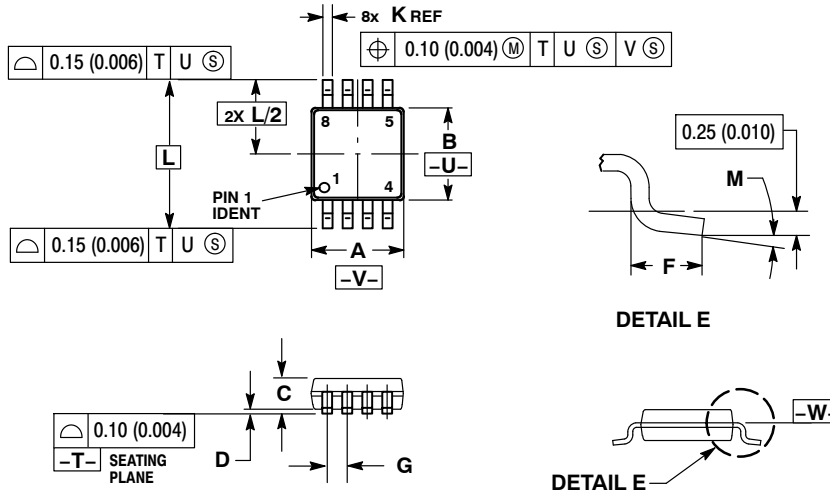 8x K REF
⌓ 0.15 (0.006) T U Ⓢ
⌖ 0.10 (0.004) Ⓜ T U Ⓢ V Ⓢ
2X L/2
8 5
B
–U–
L
PIN 1
IDENT
1
4
⌓ 0.15 (0.006) T U Ⓢ
A
–V–
0.25 (0.010)
M
F
DETAIL E
C
⌓ 0.10 (0.004)
–T– SEATING
PLANE
D
G
–W–
DETAIL E